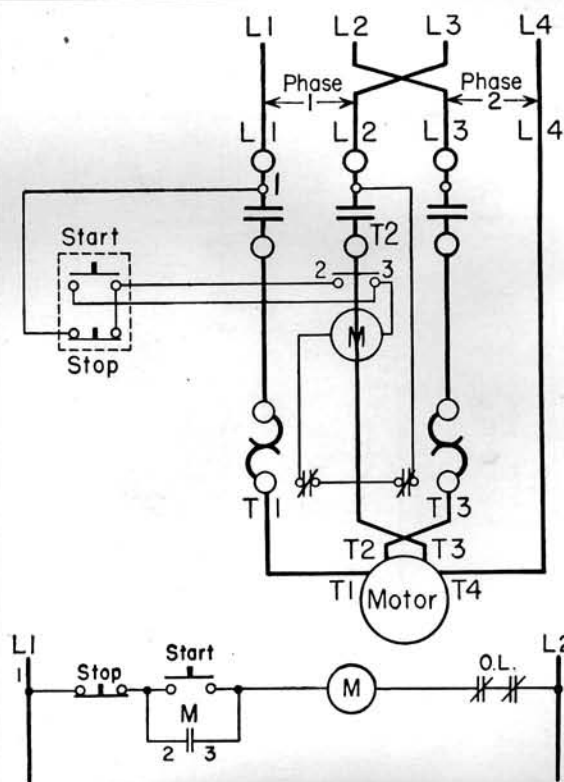 L1 L2 L3 L4
Phase Phase
1 2
L1 L2 L3 L4
1
Start
T2
2 3
M
Stop
T1 T3
T2 T3
T1 Motor T4
L1 L2
1 Stop Start O.L.
M
M
2 3